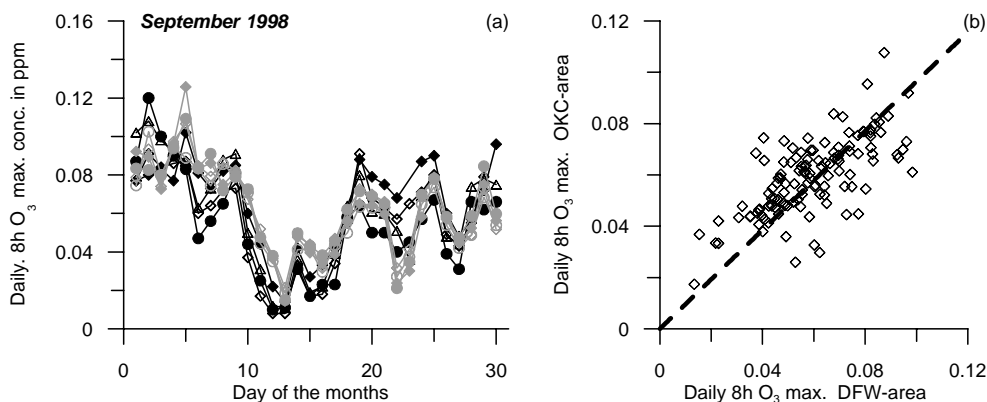 September 1998
(a)
Daily. 8h O₃ max. conc. in ppm
0.16
0.12
0.08
0.04
0
0 10 20 30
Day of the months
(b)
Daily 8h O₃ max. OKC-area
0.12
0.08
0.04
0
0 0.04 0.08 0.12
Daily 8h O₃ max. DFW-area